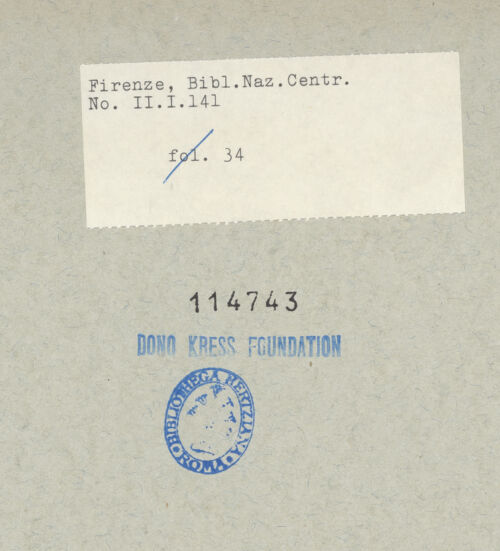 Firenze, Bibl.Naz.Centr.
No. II.I.141
fol. 34
114743
DONO KRESS FOUNDATION
BIBLIOTHECA HERTZIANA
ROMA